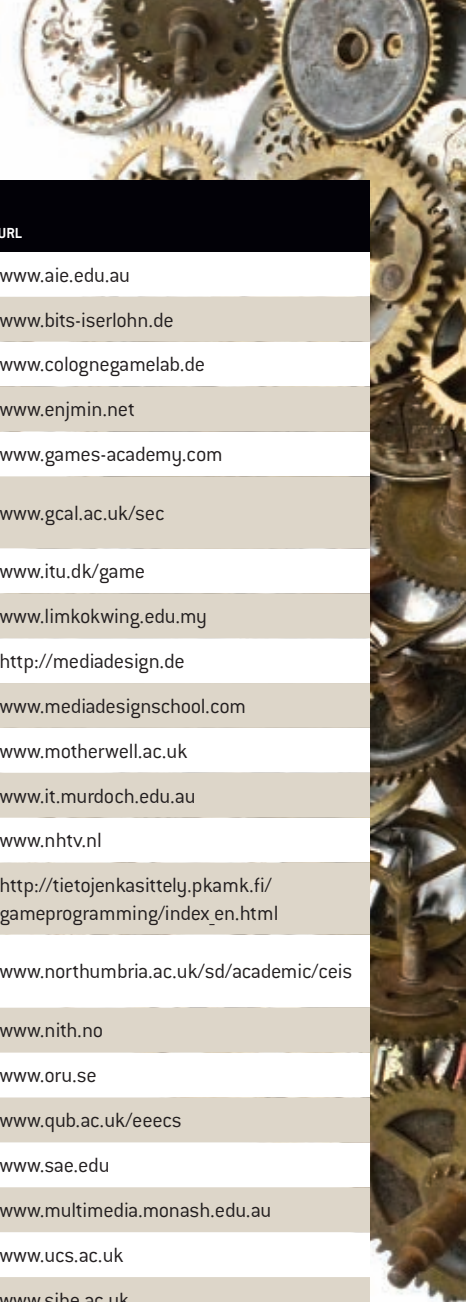 URL
www.aie.edu.au
www.bits-iserlohn.de
www.colognegamelab.de
www.enjmin.net
www.games-academy.com
www.gcal.ac.uk/sec
www.itu.dk/game
www.limkokwing.edu.my
http://mediadesign.de
www.mediadesignschool.com
www.motherwell.ac.uk
www.it.murdoch.edu.au
www.nhtv.nl
http://tietojenkasittely.pkamk.fi/
gameprogramming/index_en.html
www.northumbria.ac.uk/sd/academic/ceis
www.nith.no
www.oru.se
www.qub.ac.uk/eeecs
www.sae.edu
www.multimedia.monash.edu.au
www.ucs.ac.uk
www.sihe.ac.uk